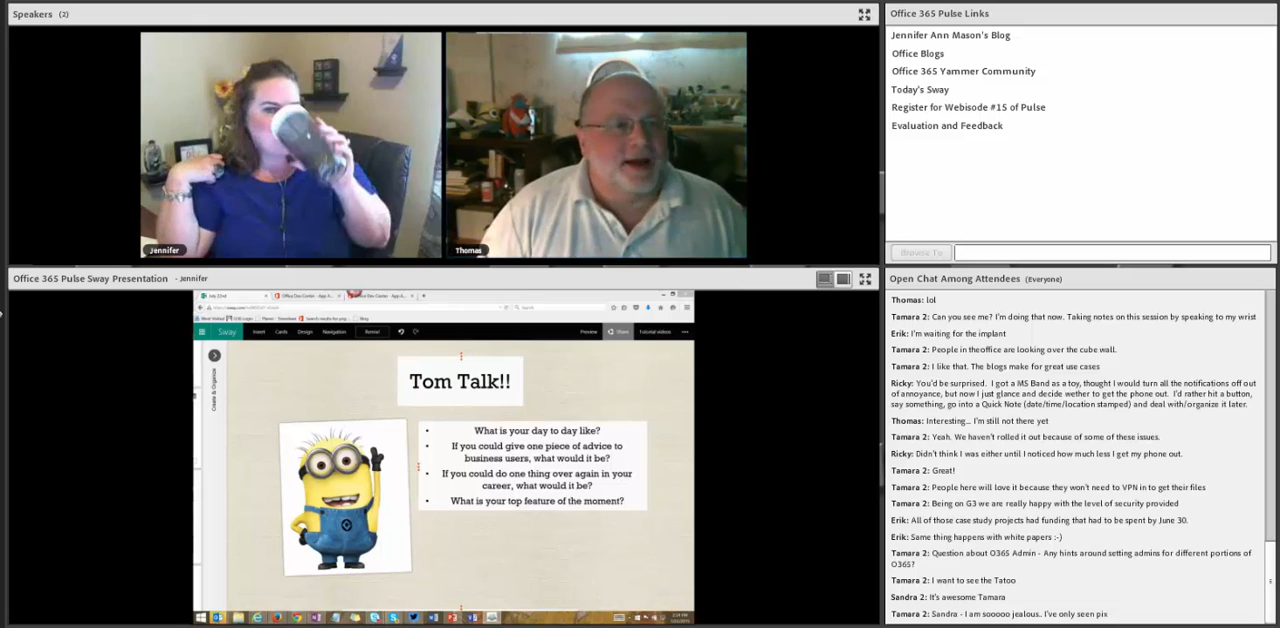 Speakers (2)
Jennifer
Thomas
Office 365 Pulse Sway Presentation - Jennifer
July 22nd
Sway
Insert Cards Design Navigation Remix! Preview Share Tutorial videos
Create & Organize
Tom Talk!!
• What is your day to day like?
• If you could give one piece of advice to
business users, what would it be?
• If you could do one thing over again in your
career, what would it be?
• What is your top feature of the moment?
Office 365 Pulse Links
Jennifer Ann Mason's Blog
Office Blogs
Office 365 Yammer Community
Today's Sway
Register for Webisode #15 of Pulse
Evaluation and Feedback
Browse To
Open Chat Among Attendees (Everyone)
Thomas: lol
Tamara 2: Can you see me? I'm doing that now. Taking notes on this session by speaking to my wrist
Erik: I'm waiting for the implant
Tamara 2: People in theoffice are looking over the cube wall.
Tamara 2: I like that. The blogs make for great use cases
Ricky: You'd be surprised. I got a MS Band as a toy, thought I would turn all the notifications off out
of annoyance, but now I just glance and decide wether to get the phone out. I'd rather hit a button,
say something, go into a Quick Note (date/time/location stamped) and deal with/organize it later.
Thomas: Interesting... I'm still not there yet
Tamara 2: Yeah. We haven't rolled it out because of some of these issues.
Ricky: Didn't think I was either until I noticed how much less I get my phone out.
Tamara 2: Great!
Tamara 2: People here will love it because they won't need to VPN in to get their files
Tamara 2: Being on G3 we are really happy with the level of security provided
Erik: All of those case study projects had funding that had to be spent by June 30.
Erik: Same thing happens with white papers :-)
Tamara 2: Question about O365 Admin - Any hints around setting admins for different portions of
O365?
Tamara 2: I want to see the Tatoo
Sandra 2: It's awesome Tamara
Tamara 2: Sandra - I am sooooo jealous.. I've only seen pix